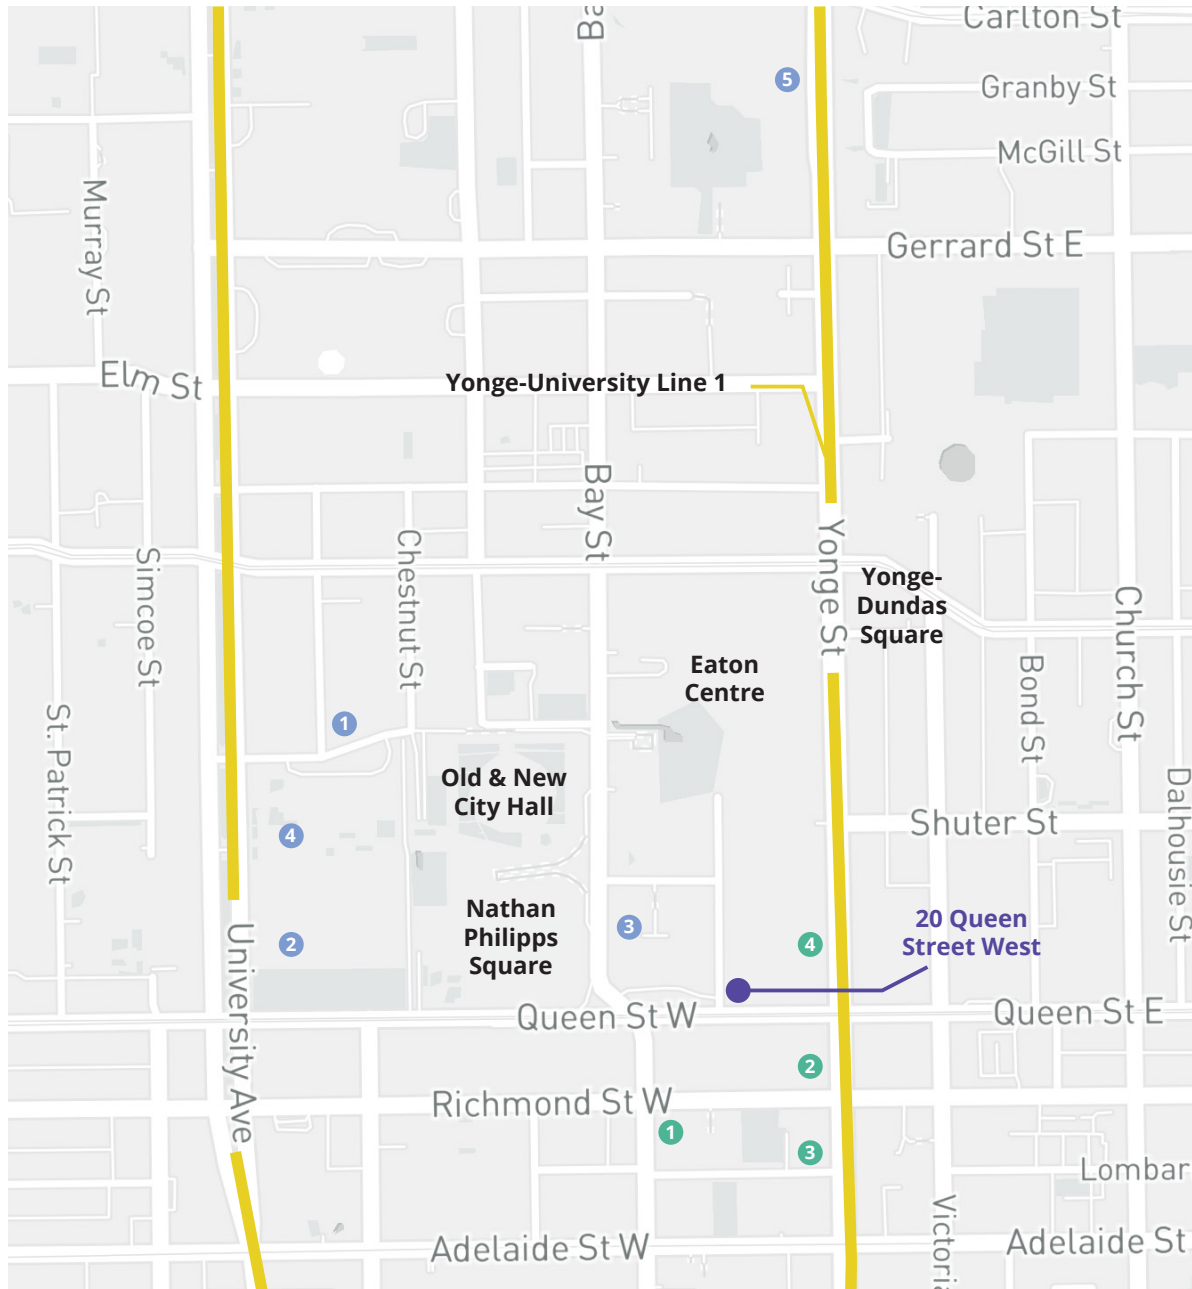 Carlton St
Ba
5
Granby St
McGill St
Murray St
Gerrard St E
Elm St
Yonge-University Line 1
Bay St
Yonge St
Chestnut St
Simcoe St
Yonge-
Dundas
Square
Church St
Eaton
Centre
Bond St
St. Patrick St
1
Old & New
City Hall
Dalhousie St
4
Shuter St
Nathan
Philipps
Square
3
20 Queen
Street West
2
4
University Ave
Queen St W
Queen St E
2
Richmond St W
1
3
Lombar
Victoria
Adelaide St W
Adelaide St